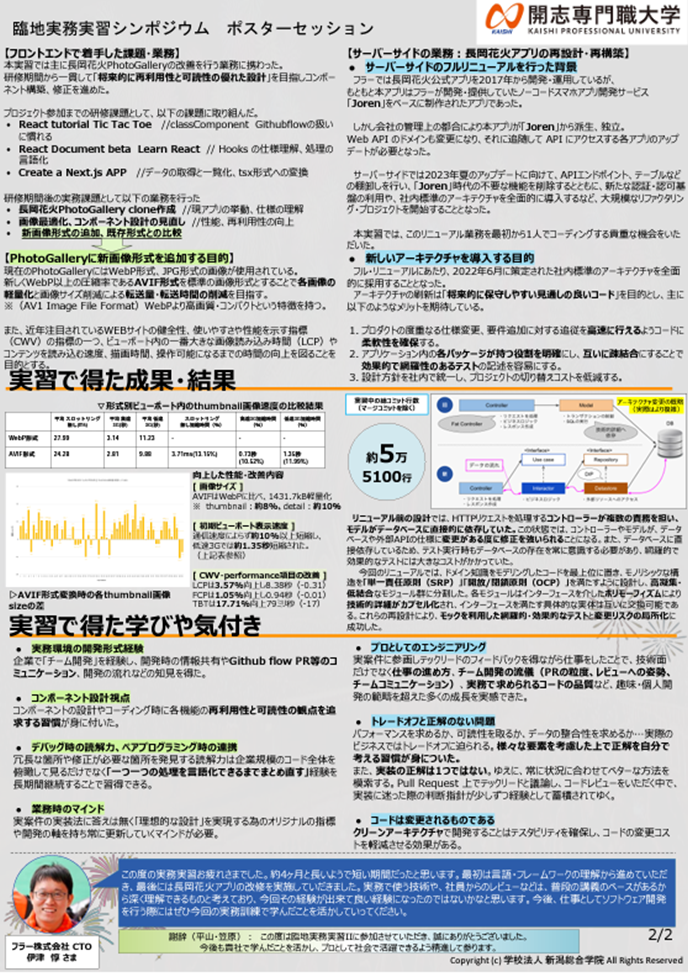 臨地実務実習シンポジウム　ポスターセッション
開志専門職大学
KAISHI
KAISHI PROFESSIONAL UNIVERSITY
【フロントエンドで着手した課題・業務】
本実習では主に長岡花火PhotoGalleryの改善を行う業務に携わった。
研修期間から一貫して「将来的に再利用性と可読性の優れた設計」を目指しコンポーネント構築、修正を進めた。
プロジェクト参加までの研修課題として、以下の課題に取り組んだ。
• React tutorial Tic Tac Toe　//classComponent Githubflowの扱い
に慣れる
• React Document beta　Learn React　// Hooks の仕様理解、処理の
言語化
• Create a Next.js APP　//データの取得と一覧化、tsx形式への変換
研修期間後の実務課題として以下の業務を行った
• 長岡花火PhotoGallery clone作成　//現アプリの挙動、仕様の理解
• 画像最適化、コンポーネント設計の見直し　//性能、再利用性の向上
• 新画像形式の追加、既存形式との比較
【PhotoGalleryに新画像形式を追加する目的】
現在のPhotoGalleryにはWebP形式、JPG形式の画像が使用されている。
新しくWebP以上の圧縮率であるAVIF形式を標準の画像形式とすることで各画像の
軽量化と画像サイズ削減による転送量・転送時間の削減を目指す。
※（AV1 Image File Format）WebPより高画質・コンパクトという特徴を持つ。
また、近年注目されているWEBサイトの健全性、使いやすさや性能を示す指標
（CWV）の指標の一つ、ビューポート内の一番大きな画像読み込み時間（LCP）や
コンテンツを読み込む速度、描画時間、操作可能になるまでの時間の向上を図ることを
目的とする。
【サーバーサイドの業務：長岡花火アプリの再設計・再構築】
• サーバーサイドのフルリニューアルを行った背景
フラーでは長岡花火公式アプリを2017年から開発・運用しているが、
もともと本アプリはフラーが開発・提供していたノーコードスマホアプリ開発サービス
「Joren」をベースに制作されたアプリであった。
しかし会社の管理上の都合により本アプリが「Joren」から派生、独立。
Web API のドメインも変更になり、それに追随して API にアクセスする各アプリのアップ
デートが必要となった。
サーバーサイドでは2023年夏のアップデートに向けて、APIエンドポイント、テーブルなど
の棚卸しを行い、「Joren」時代の不要な機能を削除するとともに、新たな認証・認可基
盤の利用や、社内標準のアーキテクチャを全面的に導入するなど、大規模なリファクタリ
ング・プロジェクトを開始することとなった。
本実習では、このリニューアル業務を最初から1人でコーディングする貴重な機会をいた
だいた。
• 新しいアーキテクチャを導入する目的
フル・リニューアルにあたり、2022年6月に策定された社内標準のアーキテクチャを全面
的に採用することとなった。
アーキテクチャの刷新は「将来的に保守しやすい見通しの良いコード」を目的とし、主に
以下のようなメリットを期待している。
1. プロダクトの度重なる仕様変更、要件追加に対する追従を高速に行えるようコードに
柔軟性を確保する。
2. アプリケーション内の各パッケージが持つ役割を明確にし、互いに疎結合にすることで
効果的で網羅性のあるテストの記述を容易にする。
3. 設計方針を社内で統一し、プロジェクトの切り替えコストを低減する。
実習で得た成果・結果
▽形式別ビューポート内のthumbnail画像速度の比較結果
WebP形式 27.99 3.14 11.23 - - -
AVIF形式 24.28 2.81 9.88 3.71ms(13.15%) 0.73秒(10.52%) 1.35秒(11.99%)
向上した性能・改善内容
【 画像サイズ 】
AVIFはWebPに比べ、1431.7kB軽量化
※ thumbnail：約8%、detail：約10%
【 初期ビューポート表示速度 】
通信速度によらず約10%以上短縮し、
低速3Gでは約1.35秒短縮された。
（上記表参照）
【 CWV-performance項目の改善 】
LCPは3.57%向上し8.38秒（-0.31）
FCPは1.05%向上し0.94秒（-0.01）
TBTは17.71%向上し79ミリ秒（-17）
▷AVIF形式変換時の各thumbnail画像
sizeの差
実習中の総コミット行数
（マージコミットを除く）
約5万
5100行
アーキテクチャ変更の概略
Controller
Model
Fat Controller
DB
データの流れ
<Interface>
Use case
<Interface>
Repository
DIP
Controller
Interactor
Datastore
リニューアル前の設計では、HTTPリクエストを処理するコントローラーが複数の責務を担い、
モデルがデータベースに直接的に依存していた。この状態では、コントローラーやモデルが、データ
ベースや外部APIの仕様に変更がある度に修正を強いられることになる。また、データベースに直
接依存しているため、テスト実行時もデータベースの存在を常に意識する必要があり、網羅的で
効果的なテストには大きなコストがかかっていた。
今回のリニューアルでは、ドメイン知識をモデリングしたコードを最上位に置き、モノリシックな構
造を「単一責任原則（SRP）」「開放/閉鎖原則（OCP）」を満たすように設計し、高凝集・
低結合なモジュール群に分割した。各モジュールはインターフェースを介したポリモーフィズムにより
技術的詳細がカプセル化され、インターフェースを満たす具体的な実体は互いに交換可能であ
る。これらの再設計により、モックを利用した網羅的・効果的なテストと変更リスクの局所化に
成功した。
実習で得た学びや気付き
• 実務環境の開発形式経験
企業で「チーム開発」を経験し、開発時の情報共有やGithub flow PR等のコ
ミュニケーション、開発の流れなどの知見を得た。
• コンポーネント設計視点
コンポーネントの設計やコーディング時に各機能の再利用性と可読性の観点を追
求する習慣が身に付いた。
• デバッグ時の読解力、ペアプログラミング時の連携
冗長な箇所や修正が必要な箇所を発見する読解力は企業規模のコード全体を
俯瞰して見るだけでなく「一つ一つの処理を言語化できるまでまとめ直す」経験を
長期間継続することで習得できる。
• 業務時のマインド
実案件の実装法に答えは無く「理想的な設計」を実現する為のオリジナルの指標
や開発の軸を持ち常に更新していくマインドが必要。
• プロとしてのエンジニアリング
実案件に参画しテックリードのフィードバックを得ながら仕事をしたことで、技術面
だけでなく仕事の進め方、チーム開発の流儀（PRの粒度、レビューへの姿勢、
チームコミュニケーション）、実務で求められるコードの品質など、趣味・個人開
発の範疇を超えた多くの成長を実感できた。
• トレードオフと正解のない問題
パフォーマンスを求めるか、可読性を取るか、データの整合性を求めるか…実際の
ビジネスではトレードオフに迫られる。様々な要素を考慮した上で正解を自分で
考える習慣が身についた。
また、実装の正解は1つではない。ゆえに、常に状況に合わせてベターな方法を
模索する。Pull Request 上でテックリードと議論し、コードレビューをいただく中で、
実装に迷った際の判断指針が少しずつ経験として蓄積されてゆく。
• コードは変更されるものである
クリーンアーキテクチャで開発することはテスタビリティを確保し、コードの変更コス
トを軽減させる効果がある。
この度の実務実習お疲れさまでした。約4ヶ月と長いようで短い期間だったと思います。最初は言語・フレームワークの理解から進めていただ
き、最後には長岡花火アプリの改修を実施していただきました。実務で使う技術や、社員からのレビューなどは、普段の講義のベースがあるか
ら深く理解できるものと考えており、今回その経験が出来て良い経験になったのではないかなと思います。今後、仕事としてソフトウェア開発
を行う際にはぜひ今回の実務訓練で学んだことを活かしていってください。
フラー株式会社 CTO
伊津　惇 さま
謝辞（平山・笠原）： この度は臨地実務実習IIに参加させていただき、誠にありがとうございました。
今後も貴社で学んだことを活かし、プロとして社会で活躍できるよう精進して参ります。
2/2
Copyright (c) 学校法人 新潟総合学院 All Rights Reserved